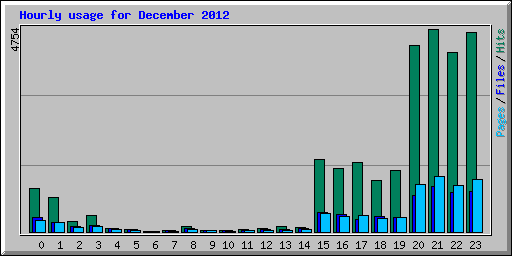 Hourly usage for December 2012
4754
Pages / Files / Hits
0 1 2 3 4 5 6 7 8 9 10 11 12 13 14 15 16 17 18 19 20 21 22 23